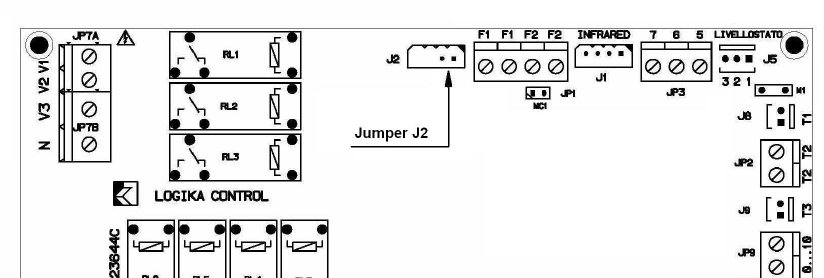 JP7A
V1
V2
V3
JP7B
N
RL1
RL2
RL3
J2
Jumper J2
F1 F1 F2 F2
MC1
JP1
INFRARED
J1
7 6 5
JP3
LIVELLOSTATO
J5
3 2 1
M1
J8
T1
JP2
T2
T2
J9
T3
JP9
0...10
LOGIKA CONTROL
23644C